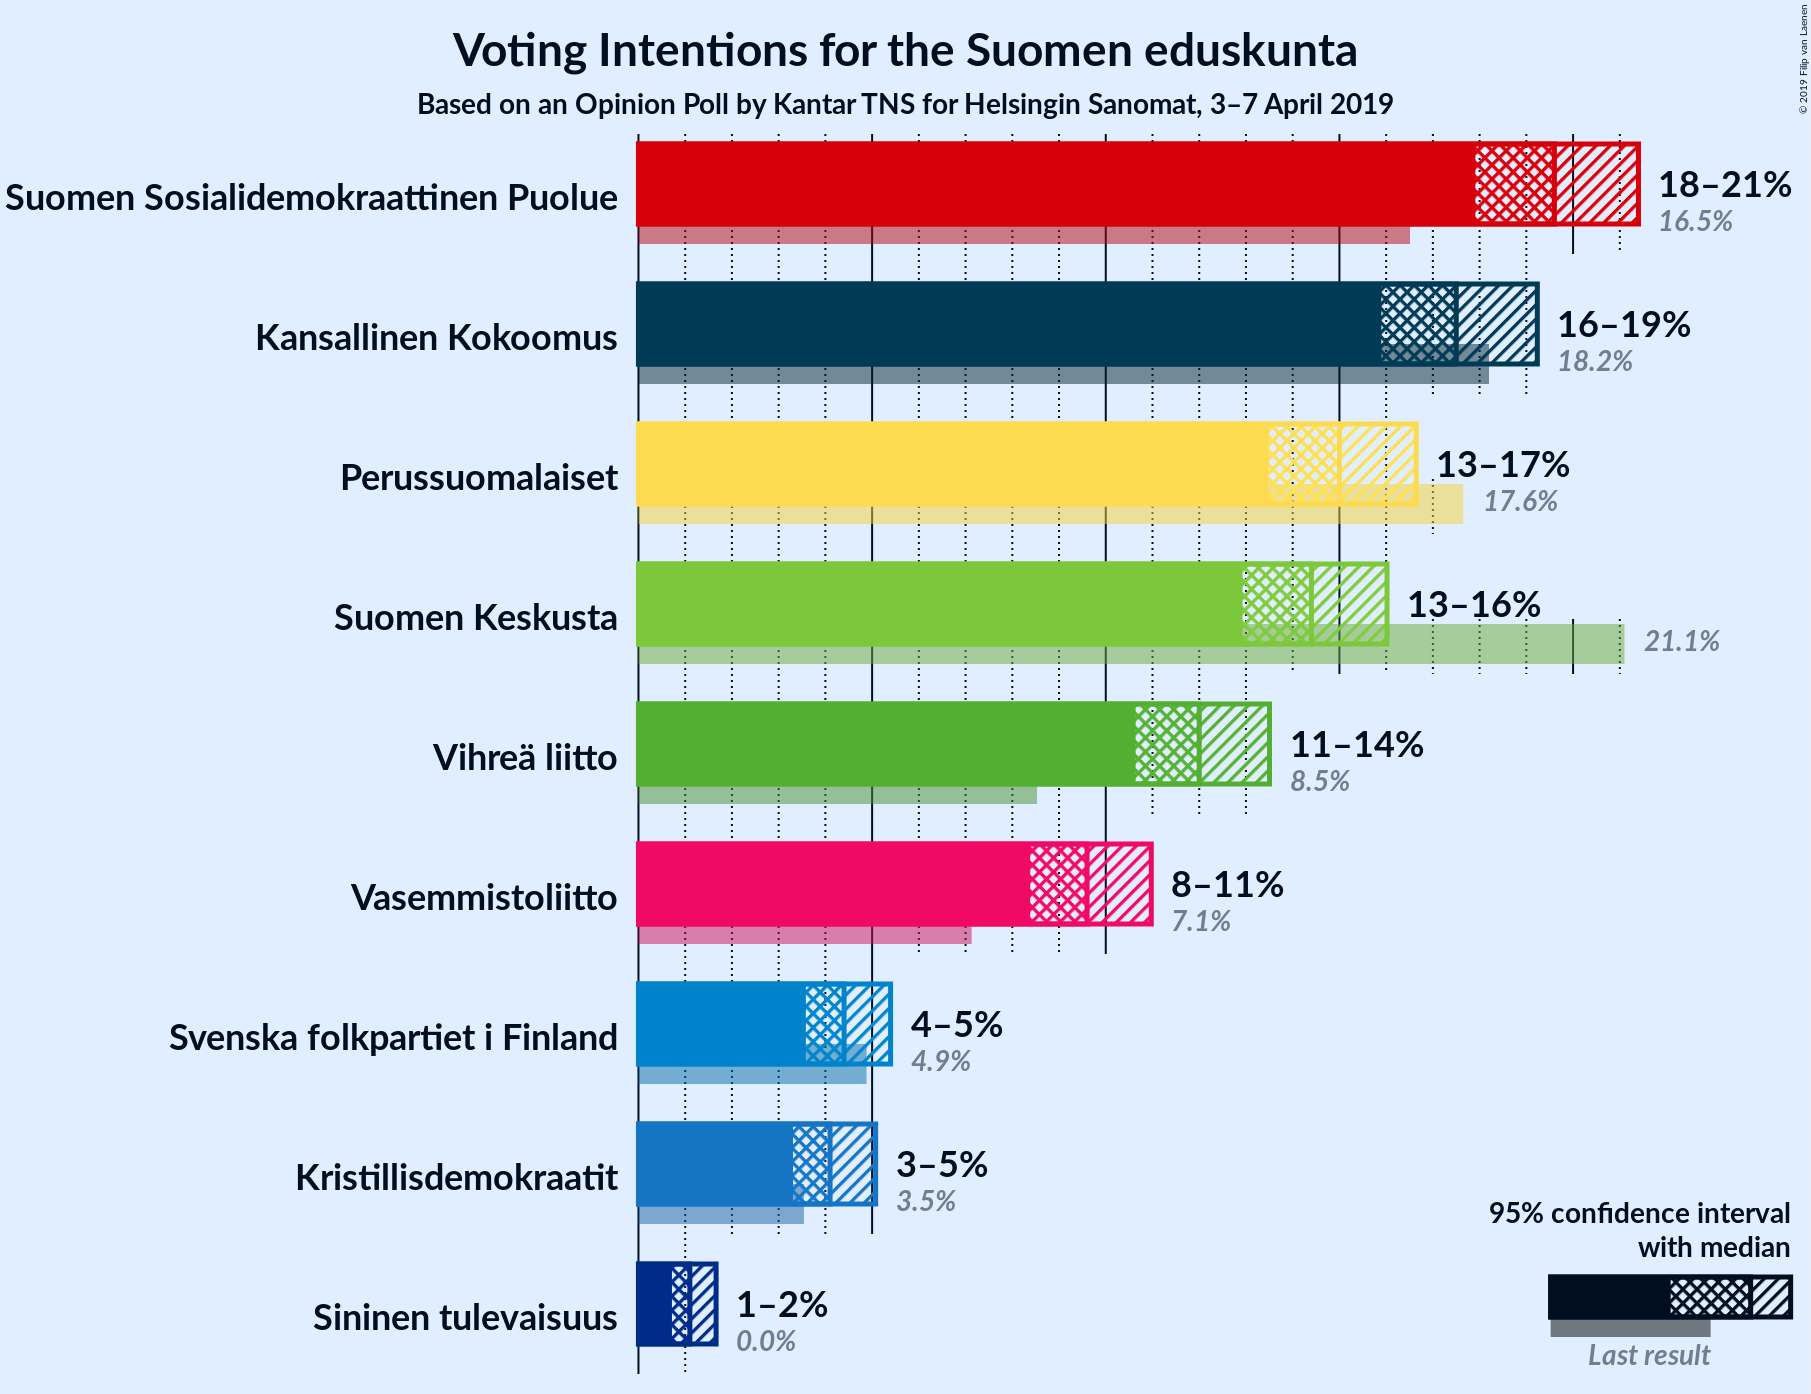 Voting Intentions for the Suomen eduskunta
Based on an Opinion Poll by Kantar TNS for Helsingin Sanomat, 3–7 April 2019
© 2019 Filip van Laenen
Suomen Sosialidemokraattinen Puolue
18–21%
16.5%
Kansallinen Kokoomus
16–19%
18.2%
Perussuomalaiset
13–17%
17.6%
Suomen Keskusta
13–16%
21.1%
Vihreä liitto
11–14%
8.5%
Vasemmistoliitto
8–11%
7.1%
Svenska folkpartiet i Finland
4–5%
4.9%
Kristillisdemokraatit
3–5%
3.5%
Sininen tulevaisuus
1–2%
0.0%
95% confidence interval
with median
Last result